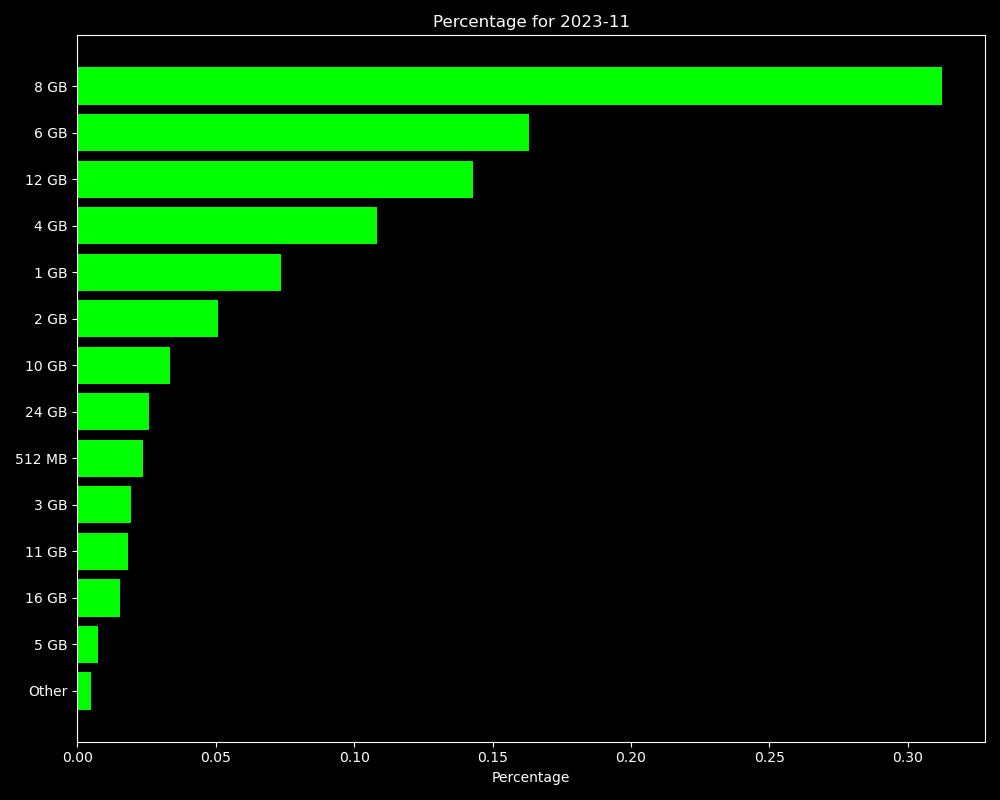 Percentage for 2023-11
8 GB
6 GB
12 GB
4 GB
1 GB
2 GB
10 GB
24 GB
512 MB
3 GB
11 GB
16 GB
5 GB
Other
0.00 0.05 0.10 0.15 0.20 0.25 0.30
Percentage